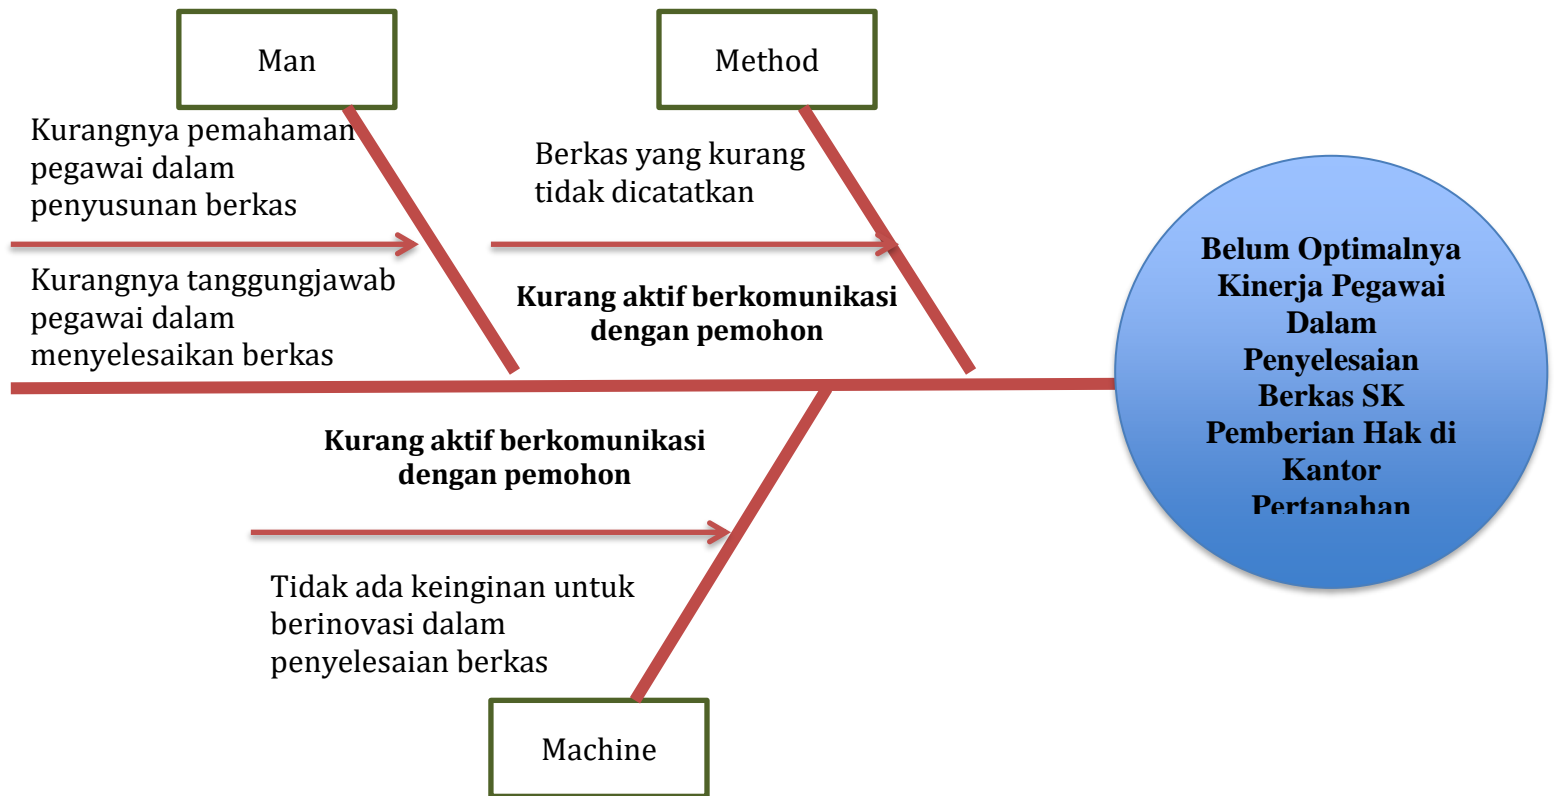 Man
Method
Kurangnya pemahaman
pegawai dalam
penyusunan berkas
Berkas yang kurang
tidak dicatatkan
Kurangnya tanggungjawab
pegawai dalam
menyelesaikan berkas
Kurang aktif berkomunikasi
dengan pemohon
Belum Optimalnya
Kinerja Pegawai
Dalam
Penyelesaian
Berkas SK
Pemberian Hak di
Kantor
Pertanahan
Kurang aktif berkomunikasi
dengan pemohon
Tidak ada keinginan untuk
berinovasi dalam
penyelesaian berkas
Machine